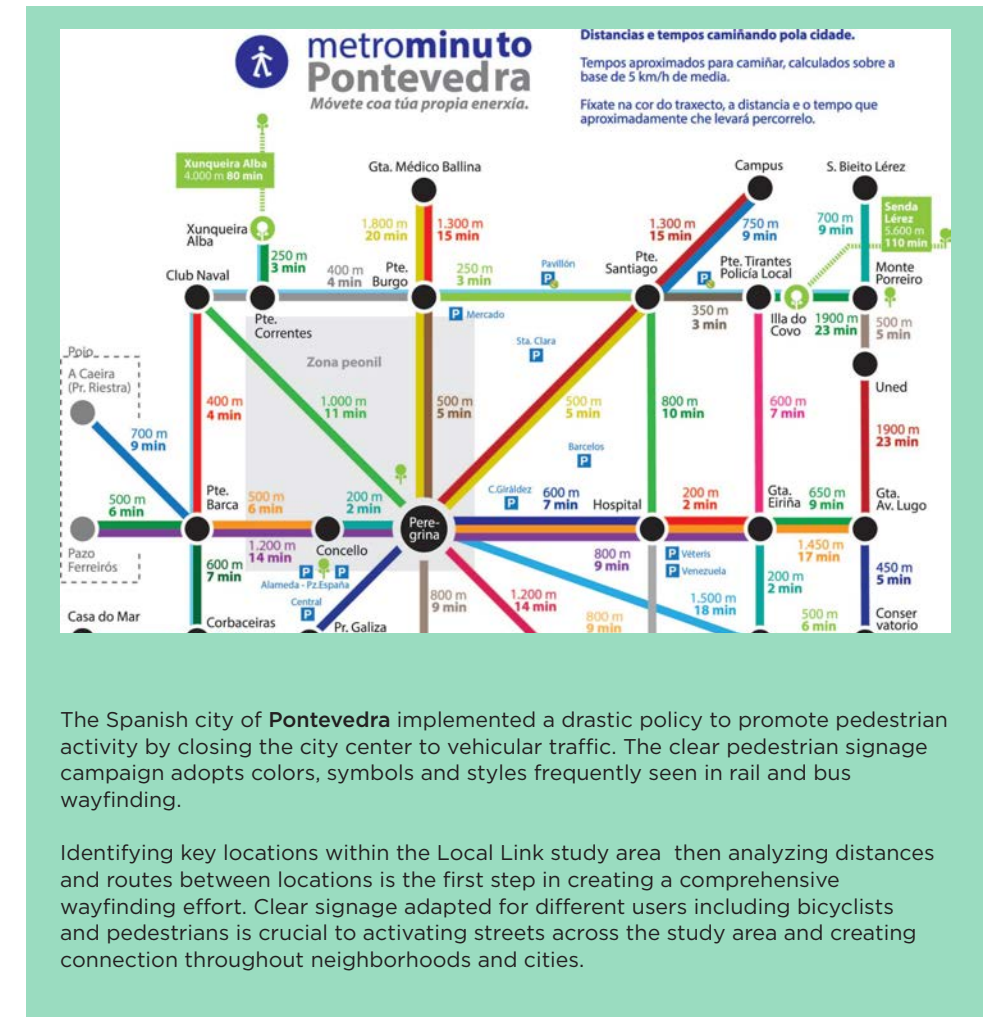 metrominuto
Pontevedra
Móvete coa túa propia enerxía.
Distancias e tempos camiñando pola cidade.
Tempos aproximados para camiñar, calculados sobre a
base de 5 km/h de media.
Fíxate na cor do traxecto, a distancia e o tempo que
aproximadamente che levará percorrelo.
Xunqueira Alba
4.000 m 80 min
Gta. Médico Ballina
Campus
S. Bieito Lérez
Senda
Lérez
5.600 m
110 min
Xunqueira
Alba
1.800 m
20 min
1.300 m
15 min
1.300 m
15 min
750 m
9 min
700 m
9 min
250 m
3 min
Club Naval
400 m
4 min
Pte.
Burgo
250 m
3 min
Pavillón
P
Pte.
Santiago
P
Pte. Tirantes
Policía Local
Monte
Porreiro
Pte.
Correntes
P Mercado
350 m
3 min
Illa do
Covo
1900 m
23 min
500 m
5 min
Zona peonil
Sta. Clara
P
Poio
A Caeira
(Pr. Riestra)
Uned
400 m
4 min
1.000 m
11 min
500 m
5 min
500 m
5 min
800 m
10 min
600 m
7 min
1900 m
23 min
700 m
9 min
Barcelos
P
500 m
6 min
Pte.
Barca
500 m
6 min
200 m
2 min
Pere-
grina
C.Giráldez
P
600 m
7 min
Hospital
200 m
2 min
Gta.
Eiriña
650 m
9 min
Gta.
Av. Lugo
Pazo
Ferreirós
1.200 m
14 min
Concello
800 m
9 min
P Véteris
P Venezuela
1.450 m
17 min
600 m
7 min
P
P
Alameda - Pz.España
Central
P
800 m
9 min
1.200 m
14 min
800 m
9 min
1.500 m
18 min
200 m
2 min
500 m
6 min
450 m
5 min
Casa do Mar
Corbaceiras
Pr. Galiza
Conser
vatorio
The Spanish city of Pontevedra implemented a drastic policy to promote pedestrian
activity by closing the city center to vehicular traffic. The clear pedestrian signage
campaign adopts colors, symbols and styles frequently seen in rail and bus
wayfinding.
Identifying key locations within the Local Link study area then analyzing distances
and routes between locations is the first step in creating a comprehensive
wayfinding effort. Clear signage adapted for different users including bicyclists
and pedestrians is crucial to activating streets across the study area and creating
connection throughout neighborhoods and cities.